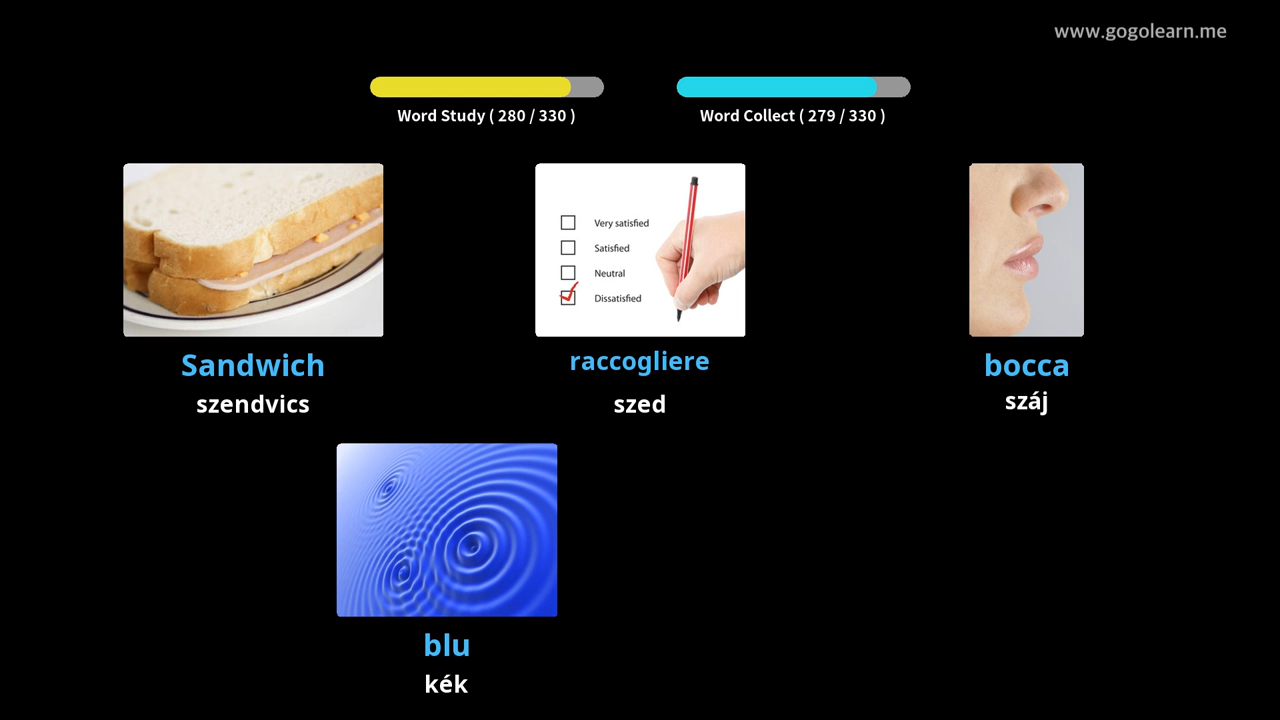 www.gogolearn.me
Word Study ( 280 / 330 )
Word Collect ( 279 / 330 )
Very satisfied
Satisfied
Neutral
Dissatisfied
Sandwich
szendvics
raccogliere
szed
bocca
száj
blu
kék